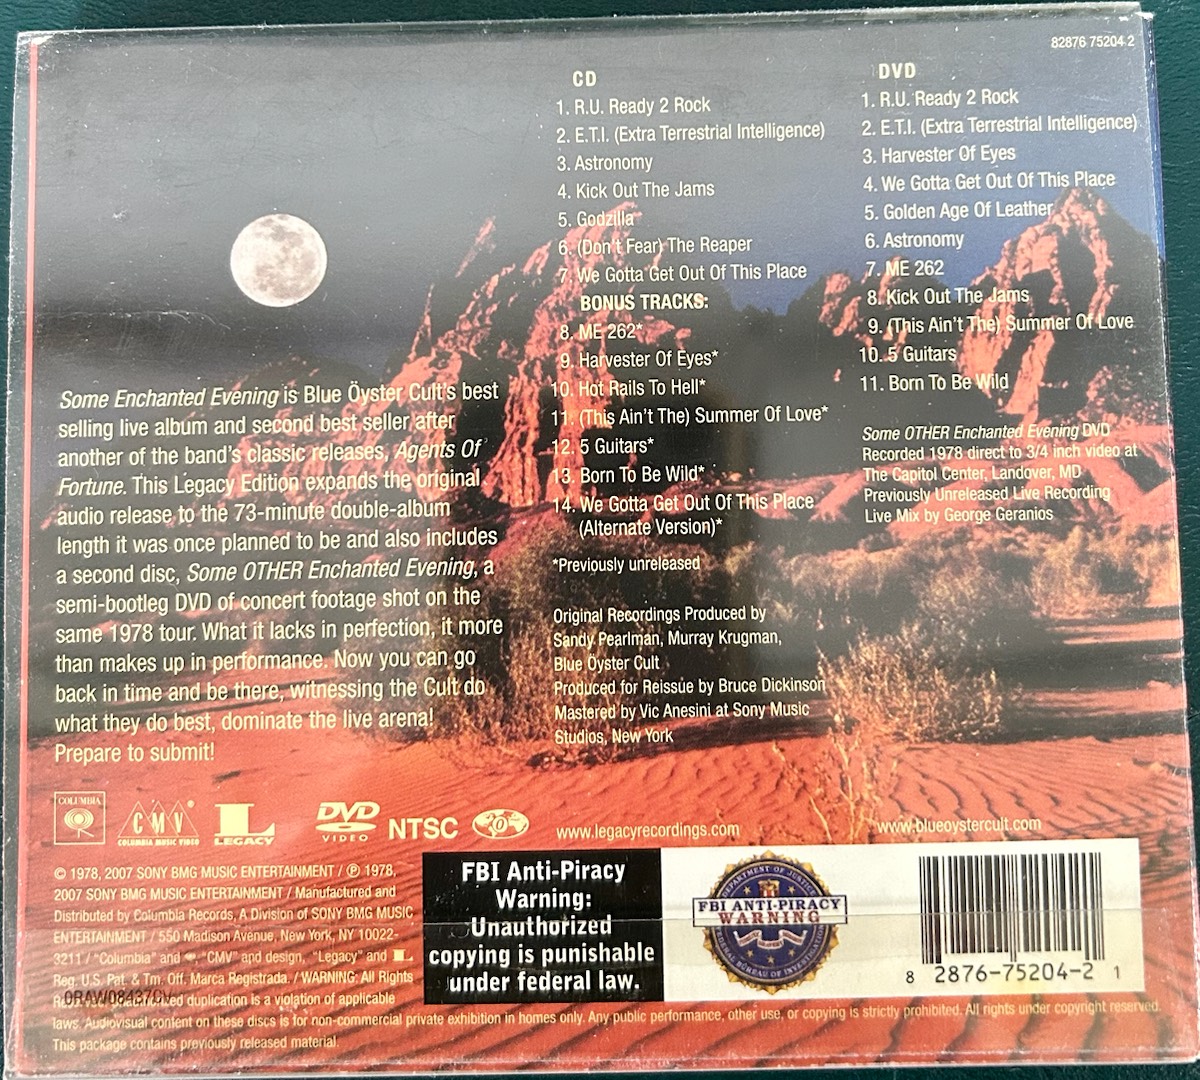 82876 75204 2
CD
1. R.U. Ready 2 Rock
2. E.T.I. (Extra Terrestrial Intelligence)
3. Astronomy
4. Kick Out The Jams
5. Godzilla
6. (Don't Fear) The Reaper
7. We Gotta Get Out Of This Place
BONUS TRACKS:
8. ME 262*
9. Harvester Of Eyes*
10. Hot Rails To Hell*
11. (This Ain't The) Summer Of Love*
12. 5 Guitars*
13. Born To Be Wild*
14. We Gotta Get Out Of This Place
(Alternate Version)*
*Previously unreleased
Original Recordings Produced by
Sandy Pearlman, Murray Krugman,
Blue Öyster Cult
Produced for Reissue by Bruce Dickinson
Mastered by Vic Anesini at Sony Music
Studios, New York
DVD
1. R.U. Ready 2 Rock
2. E.T.I. (Extra Terrestrial Intelligence)
3. Harvester Of Eyes
4. We Gotta Get Out Of This Place
5. Golden Age Of Leather
6. Astronomy
7. ME 262
8. Kick Out The Jams
9. (This Ain't The) Summer Of Love
10. 5 Guitars
11. Born To Be Wild
Some OTHER Enchanted Evening DVD
Recorded 1978 direct to 3/4 inch video at
The Capitol Center, Landover, MD
Previously Unreleased Live Recording
Live Mix by George Geranios
Some Enchanted Evening is Blue Öyster Cult's best
selling live album and second best seller after
another of the band's classic releases, Agents Of
Fortune. This Legacy Edition expands the original
audio release to the 73-minute double-album
length it was once planned to be and also includes
a second disc, Some OTHER Enchanted Evening, a
semi-bootleg DVD of concert footage shot on the
same 1978 tour. What it lacks in perfection, it more
than makes up in performance. Now you can go
back in time and be there, witnessing the Cult do
what they do best, dominate the live arena!
Prepare to submit!
COLUMBIA
CMV
COLUMBIA MUSIC VIDEO
L
LEGACY
DVD
VIDEO
NTSC
www.legacyrecordings.com
www.blueoystercult.com
© 1978, 2007 SONY BMG MUSIC ENTERTAINMENT / ℗ 1978,
2007 SONY BMG MUSIC ENTERTAINMENT / Manufactured and
Distributed by Columbia Records, A Division of SONY BMG MUSIC
ENTERTAINMENT / 550 Madison Avenue, New York, NY 10022-
3211 / "Columbia" and , "CMV" and design, "Legacy" and L
Reg. U.S. Pat. & Tm. Off. Marca Registrada. / WARNING: All Rights
duplication is a violation of applicable
laws. Audiovisual content on these discs is for non-commercial private exhibition in homes only. Any public performance, other use, or copying is strictly prohibited. All rights under copyright reserved.
This package contains previously released material.
FBI Anti-Piracy
Warning:
Unauthorized
copying is punishable
under federal law.
DEPARTMENT OF JUSTICE
FBI ANTI-PIRACY
WARNING
FEDERAL BUREAU OF INVESTIGATION
8 2876-75204-2 1